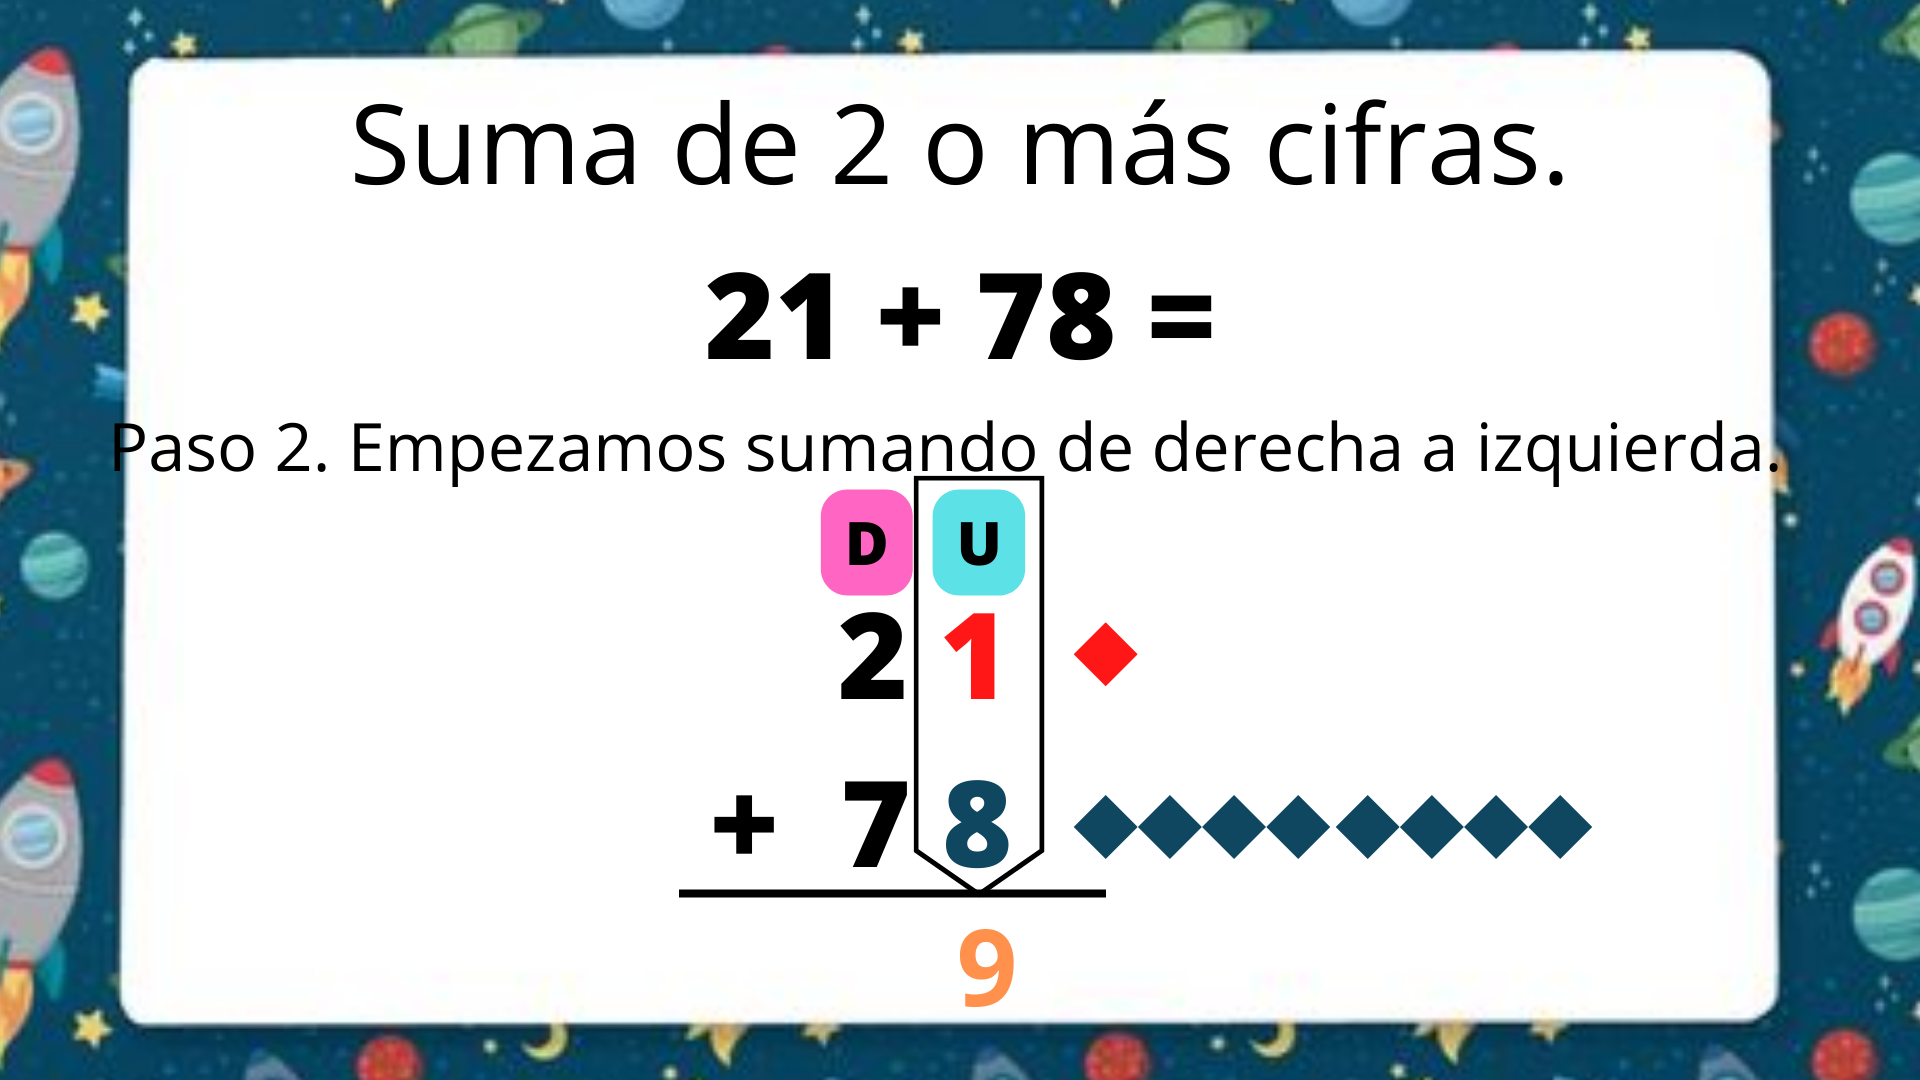 Suma de 2 o más cifras.
21 + 78 =
Paso 2. Empezamos sumando de derecha a izquierda.
D U
2 1
+ 7 8
9